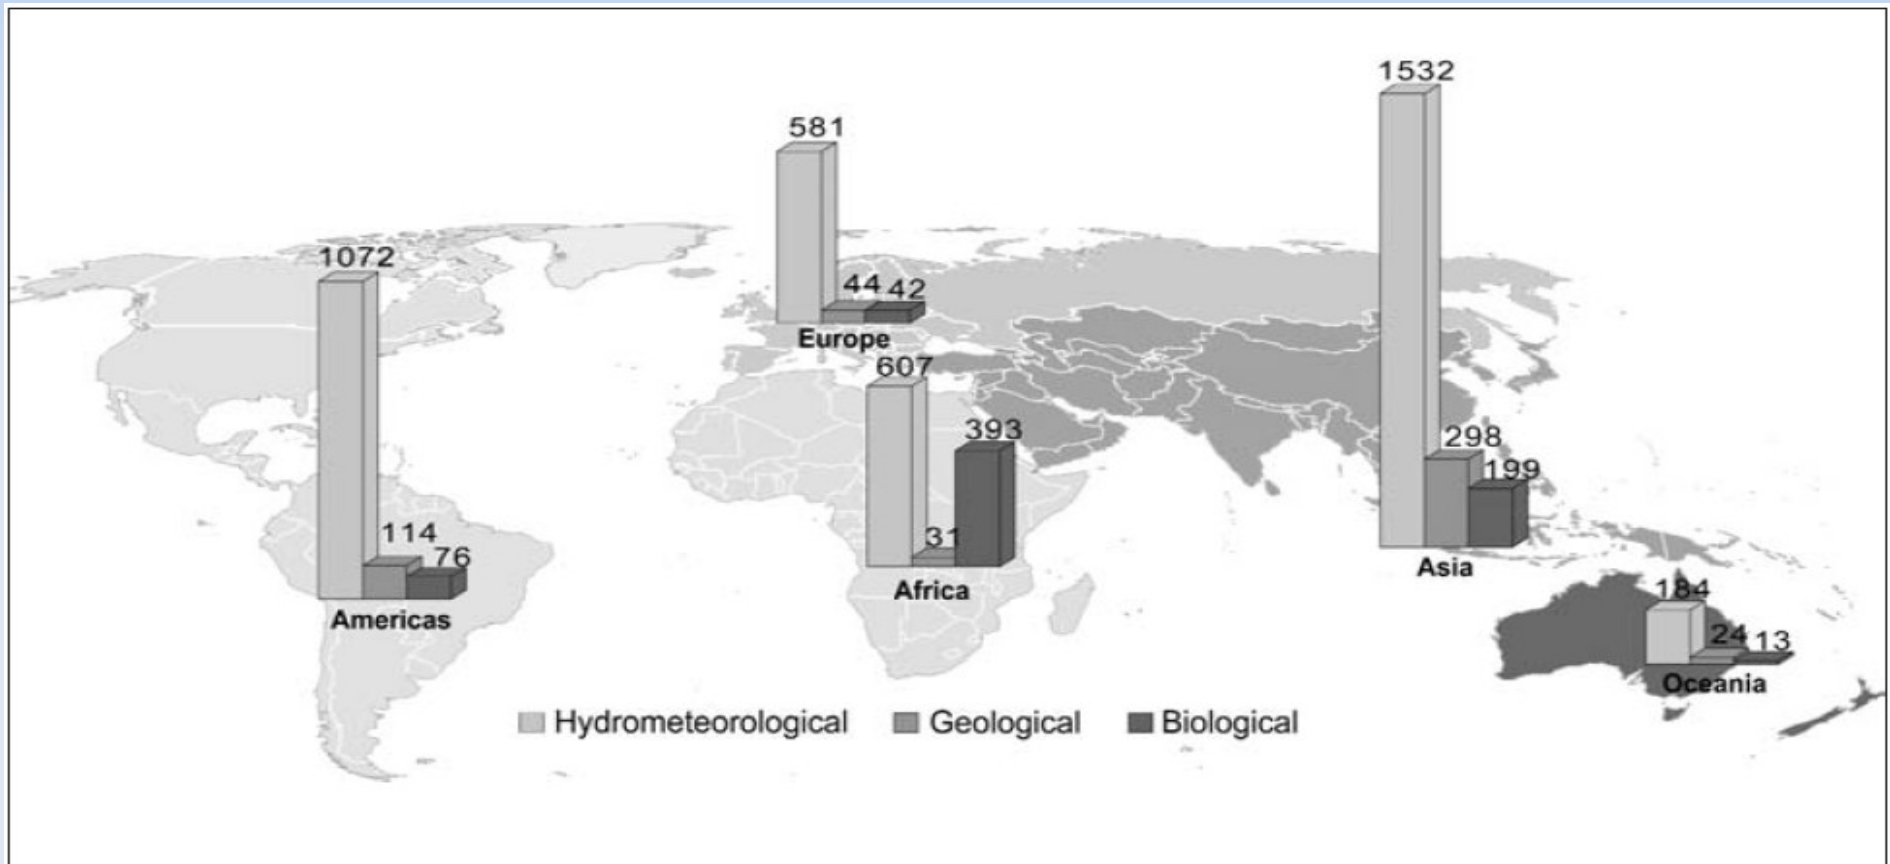 1532
581
1072
44 42
Europe
607
393
298
199
31
114
76
Asia
Africa
184
Americas
24 13
Oceania
Hydrometeorological Geological Biological